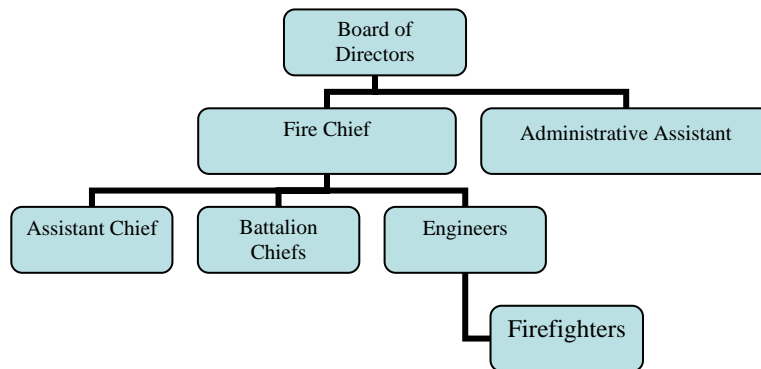 Board of
Directors
Fire Chief
Administrative Assistant
Assistant Chief
Battalion
Chiefs
Engineers
Firefighters